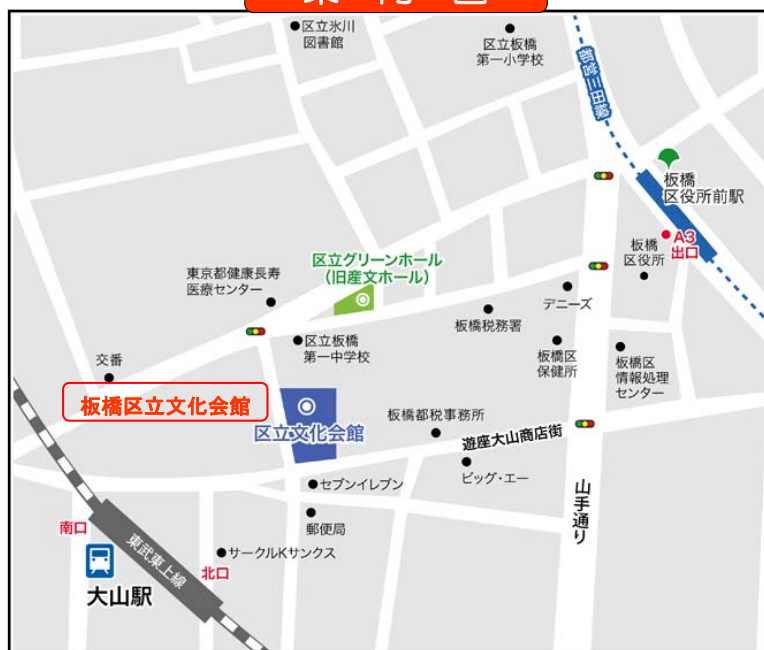 案内図
区立氷川
図書館
区立板橋
第一小学校
都営三田線
板橋
区役所前駅
A3
出口
板橋
区役所
区立グリーンホール
(旧産文ホール)
東京都健康長寿
医療センター
デニーズ
板橋税務署
区立板橋
第一中学校
板橋区
保健所
板橋区
情報処理
センター
交番
板橋区立文化会館
区立文化会館
板橋都税事務所
遊座大山商店街
ビッグ・エー
セブンイレブン
山手通り
郵便局
南口
東武東上線
サークルKサンクス
北口
大山駅